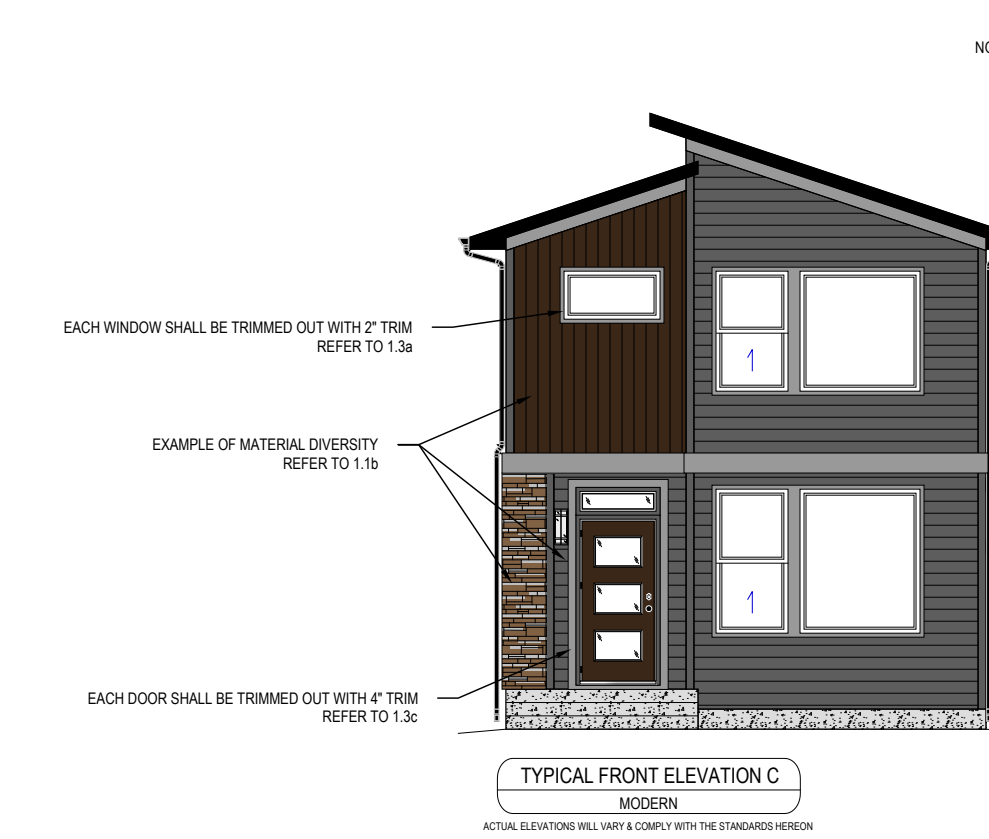 NO
EACH WINDOW SHALL BE TRIMMED OUT WITH 2" TRIM
REFER TO 1.3a
1
EXAMPLE OF MATERIAL DIVERSITY
REFER TO 1.1b
1
EACH DOOR SHALL BE TRIMMED OUT WITH 4" TRIM
REFER TO 1.3c
TYPICAL FRONT ELEVATION C
MODERN
ACTUAL ELEVATIONS WILL VARY & COMPLY WITH THE STANDARDS HEREON